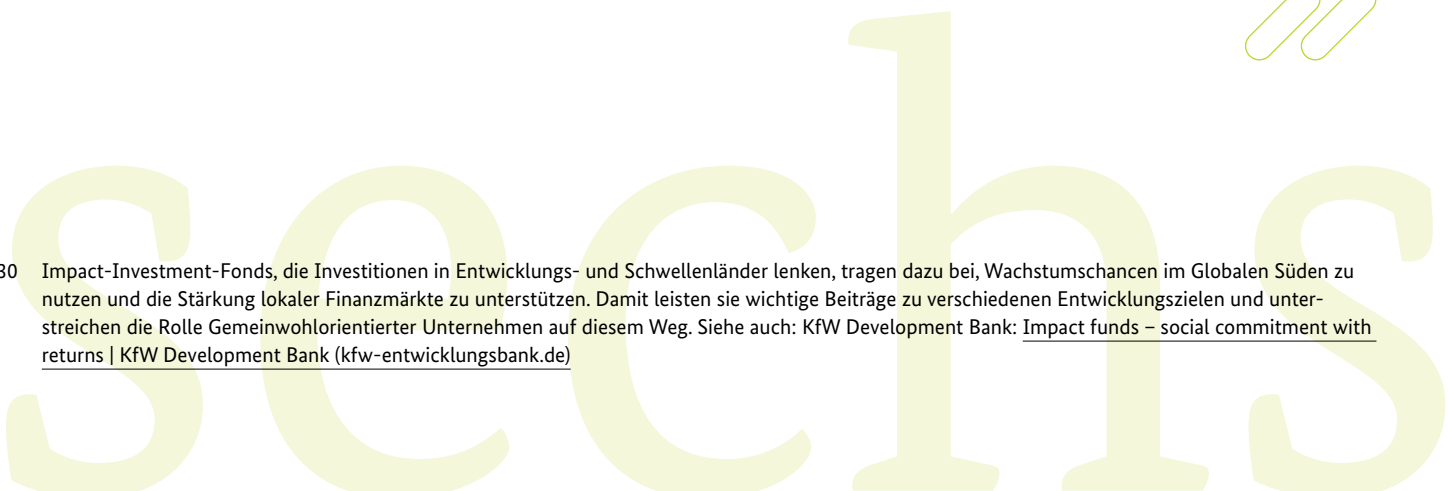 sechs
30 Impact-Investment-Fonds, die Investitionen in Entwicklungs- und Schwellenländer lenken, tragen dazu bei, Wachstumschancen im Globalen Süden zu
nutzen und die Stärkung lokaler Finanzmärkte zu unterstützen. Damit leisten sie wichtige Beiträge zu verschiedenen Entwicklungszielen und unter-
streichen die Rolle Gemeinwohlorientierter Unternehmen auf diesem Weg. Siehe auch: KfW Development Bank: Impact funds – social commitment with
returns | KfW Development Bank (kfw-entwicklungsbank.de)